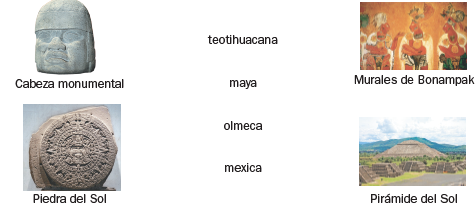 teotihuacana
Cabeza monumental
maya
Murales de Bonampak
olmeca
mexica
Piedra del Sol
Pirámide del Sol